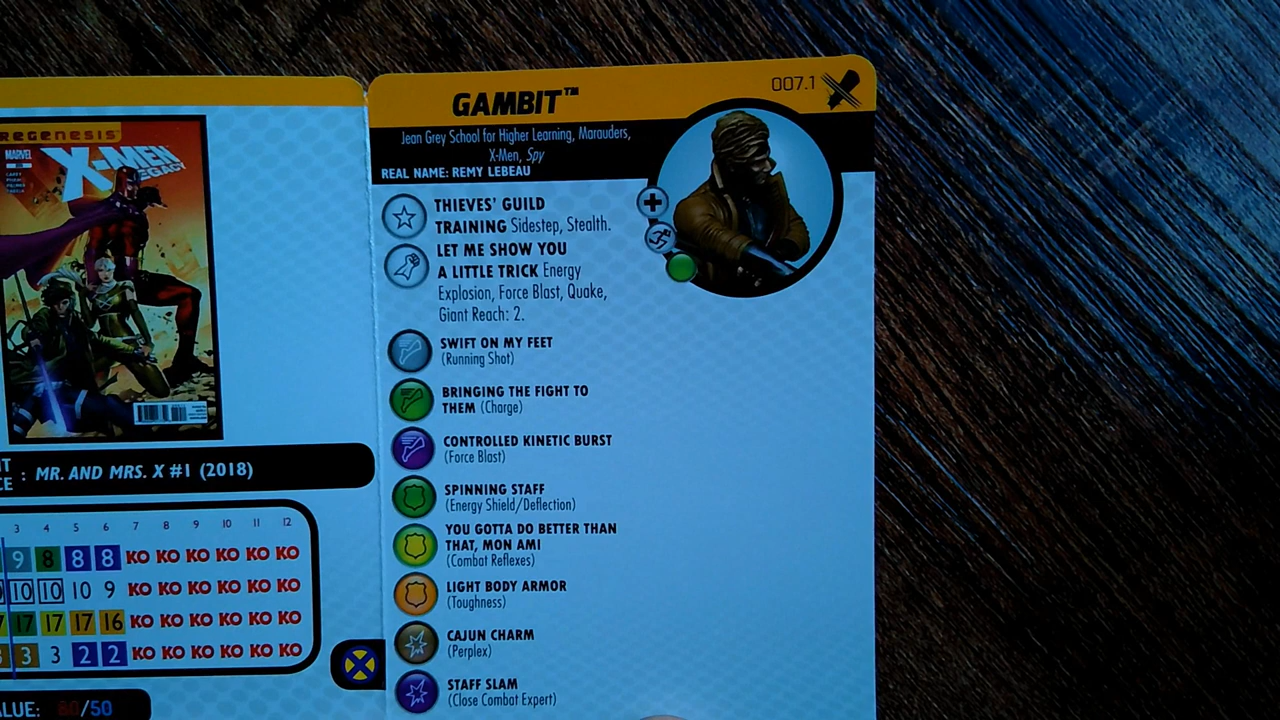 REGENESIS
MARVEL
X-MEN
LEGACY
: MR. AND MRS. X #1 (2018)
3 4 5 6 7 8 9 10 11 12
9 8 8 8 KO KO KO KO KO KO
10 10 10 9 KO KO KO KO KO KO
17 17 17 16 KO KO KO KO KO KO
3 3 2 2 KO KO KO KO KO KO
ALUE: /50
GAMBIT™
007.1
Jean Grey School for Higher Learning, Marauders,
X-Men, Spy
REAL NAME: REMY LEBEAU
THIEVES' GUILD
TRAINING Sidestep, Stealth.
LET ME SHOW YOU
A LITTLE TRICK Energy
Explosion, Force Blast, Quake,
Giant Reach: 2.
SWIFT ON MY FEET
(Running Shot)
BRINGING THE FIGHT TO
THEM (Charge)
CONTROLLED KINETIC BURST
(Force Blast)
SPINNING STAFF
(Energy Shield/Deflection)
YOU GOTTA DO BETTER THAN
THAT, MON AMI
(Combat Reflexes)
LIGHT BODY ARMOR
(Toughness)
CAJUN CHARM
(Perplex)
STAFF SLAM
(Close Combat Expert)